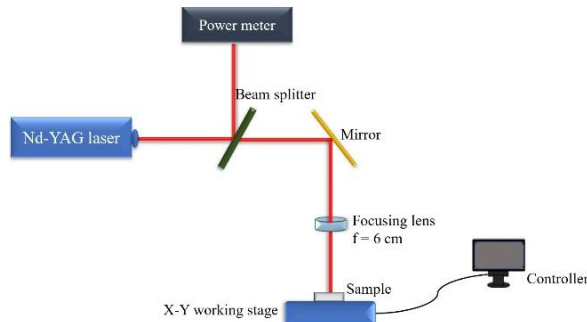 Power meter
Beam splitter
Nd-YAG laser
Mirror
Focusing lens
f = 6 cm
Sample
Controller
X-Y working stage